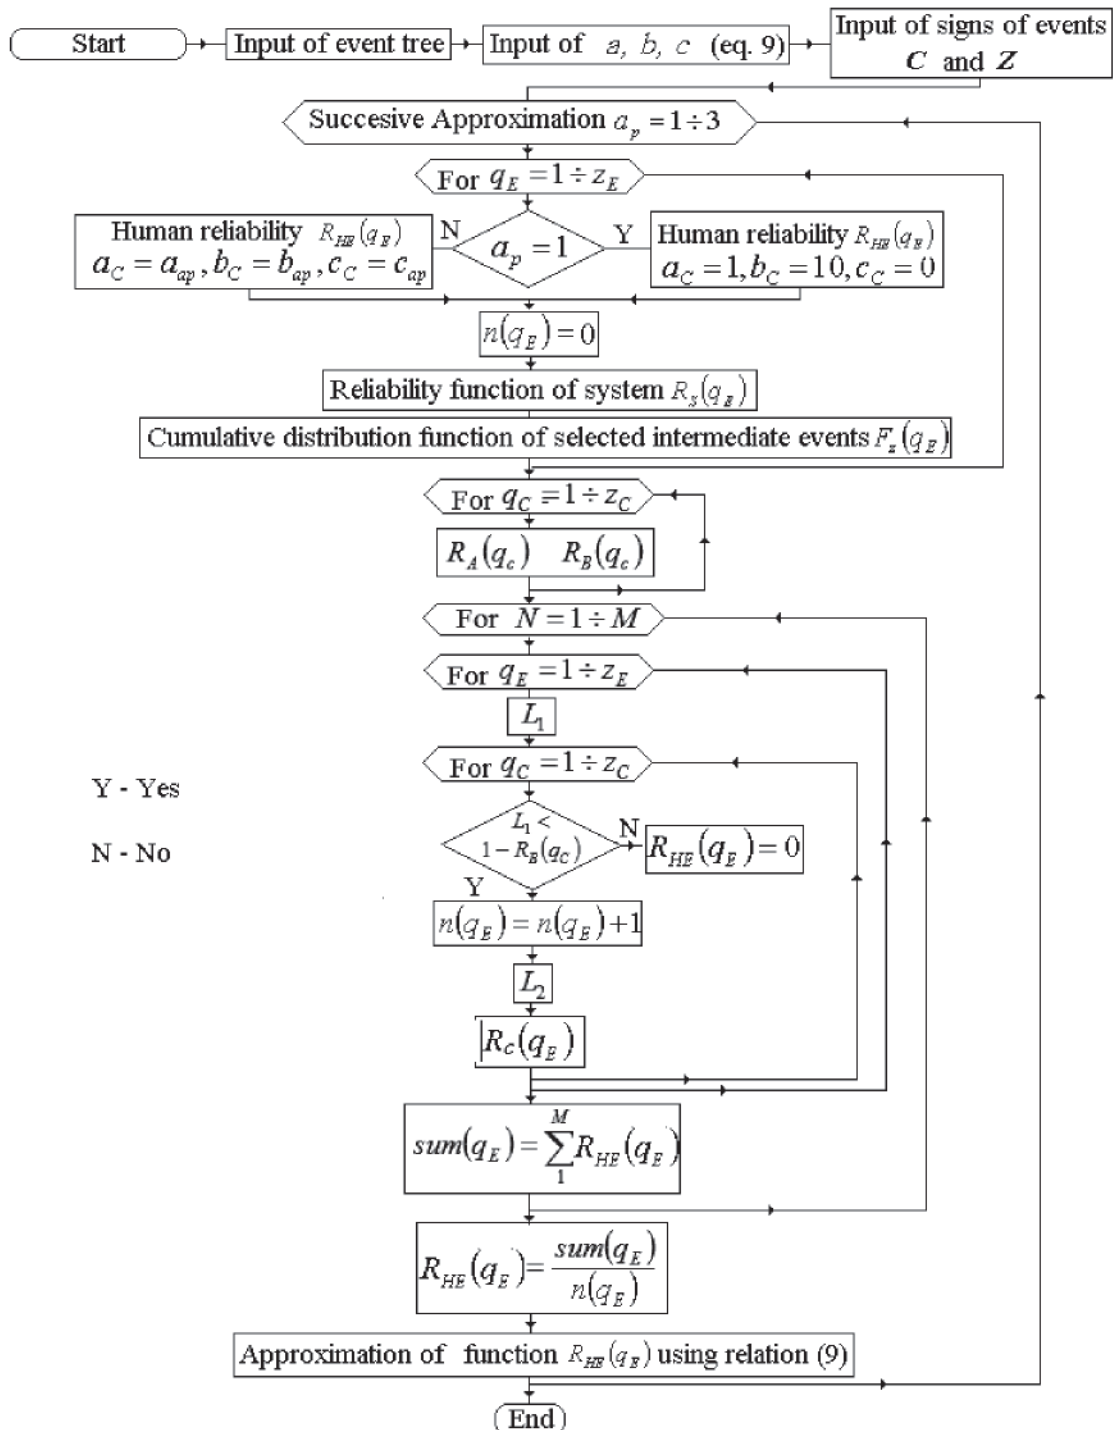 Start
Input of event tree
Input of a, b, c (eq. 9)
Input of signs of events
C and Z
Succesive Approximation a_p = 1 ÷ 3
For q_E = 1 ÷ z_E
N
a_p = 1
Y
Human reliability R_HE(q_E)
a_C = a_ap, b_C = b_ap, c_C = c_ap
Human reliability R_HE(q_E)
a_C = 1, b_C = 10, c_C = 0
n(q_E) = 0
Reliability function of system R_s(q_E)
Cumulative distribution function of selected intermediate events F_z(q_E)
For q_C = 1 ÷ z_C
R_A(q_c) R_B(q_c)
For N = 1 ÷ M
For q_E = 1 ÷ z_E
L_1
For q_C = 1 ÷ z_C
Y - Yes
N - No
L_1 <
1 − R_B(q_C)
N
R_HE(q_E) = 0
Y
n(q_E) = n(q_E) + 1
L_2
R_C(q_E)
sum(q_E) = ∑_1^M R_HE(q_E)
R_HE(q_E) = sum(q_E) / n(q_E)
Approximation of function R_HE(q_E) using relation (9)
End